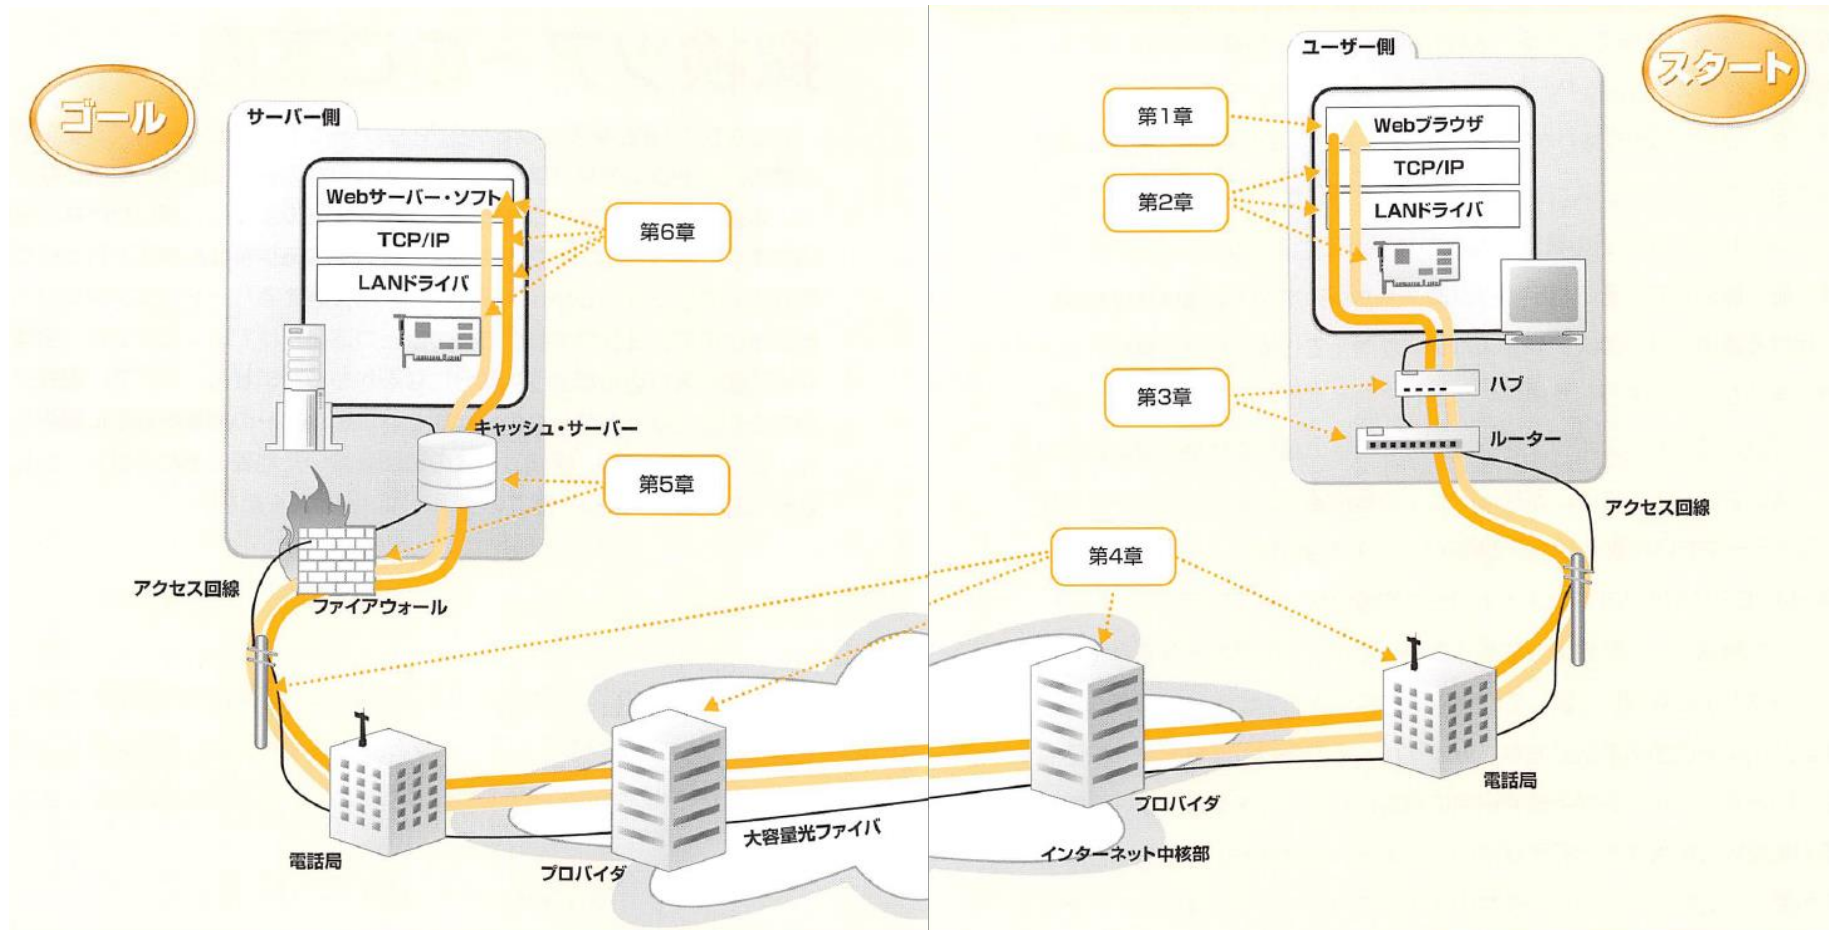 ゴール
サーバー側
Webサーバー・ソフト
TCP/IP
LANドライバ
第6章
キャッシュ・サーバー
第5章
アクセス回線
ファイアウォール
電話局
プロバイダ
大容量光ファイバ
スタート
ユーザー側
第1章
Webブラウザ
TCP/IP
第2章
LANドライバ
第3章
ハブ
ルーター
アクセス回線
第4章
電話局
プロバイダ
インターネット中核部